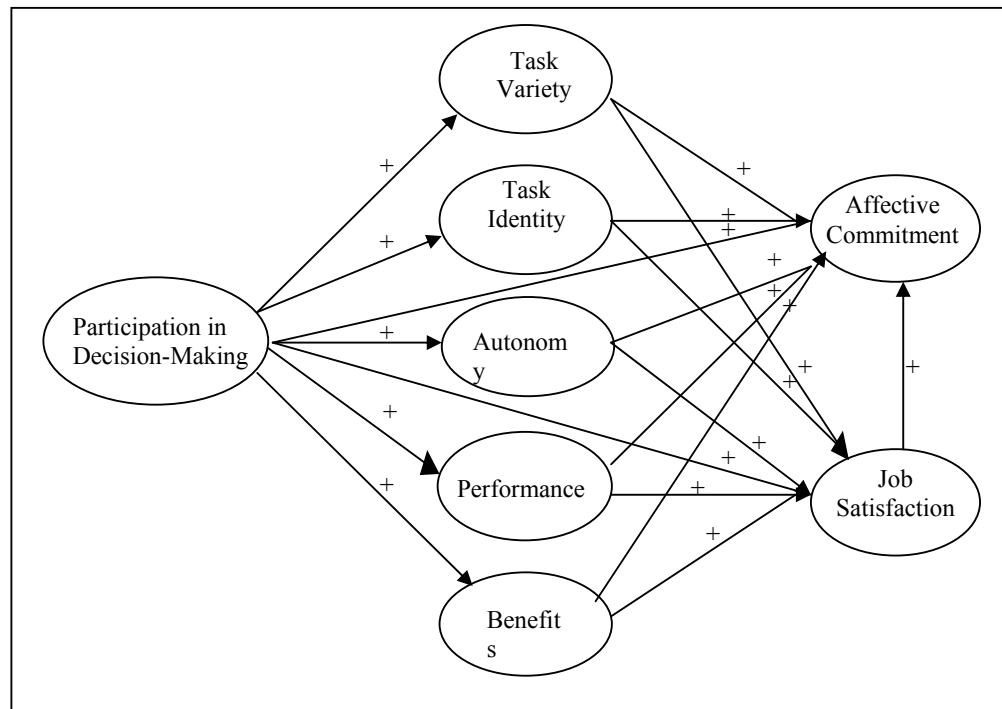 Task
Variety
+
+
Task
Identity
+
+
+
Affective
Commitment
+
+
+
+
Participation in
Decision-Making
+
Autonom
y
+
+
+
+
+
+
+
Performance
+
Job
Satisfaction
+
+
Benefit
s